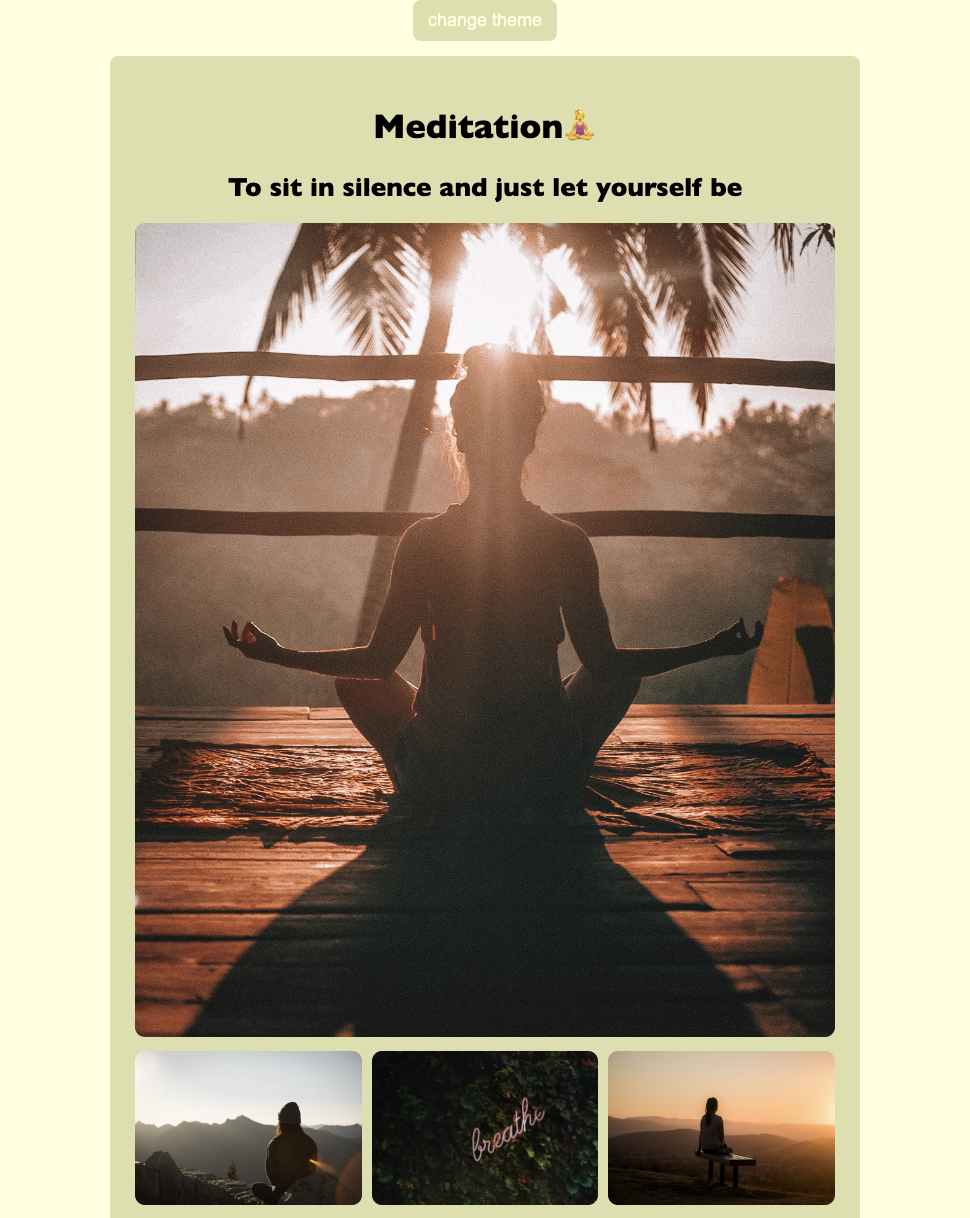 change theme
Meditation🧘‍♀️
To sit in silence and just let yourself be
breathe